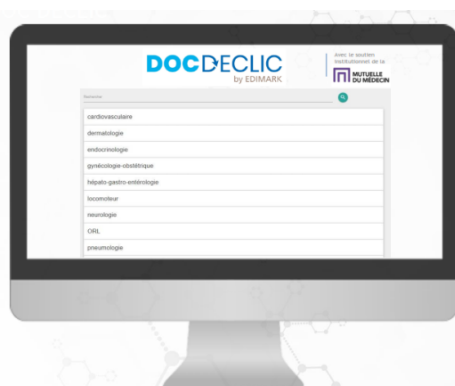 DOCDECLIC
by EDIMARK
Avec le soutien
institutionnel de la
MUTUELLE
DU MÉDECIN
Recherche
cardiovasculaire
dermatologie
endocrinologie
gynécologie-obstétrique
hépato-gastro-entérologie
locomoteur
neurologie
ORL
pneumologie